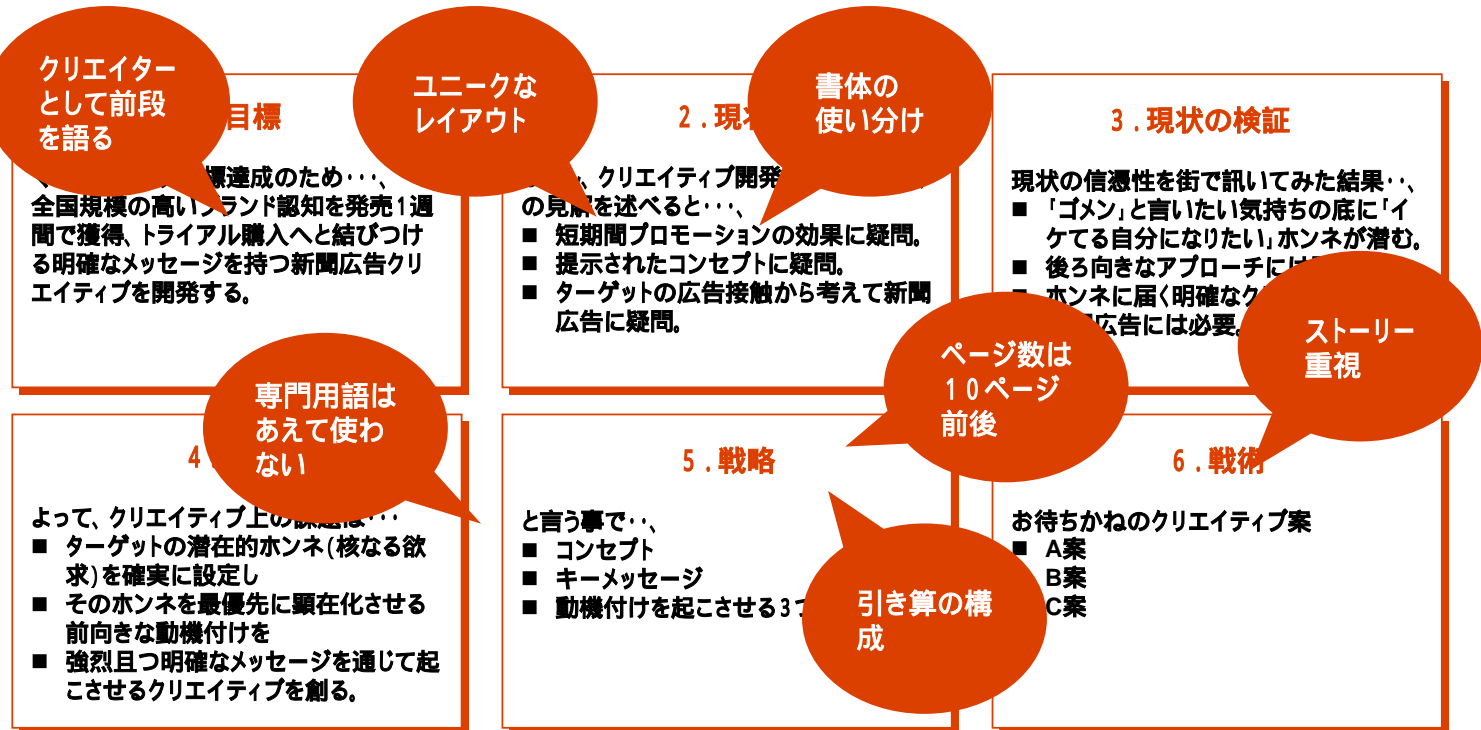 クリエイター
として前段
を語る
目標
標達成のため･･･、
全国規模の高いブランド認知を発売1週
間で獲得、トライアル購入へと結びつけ
る明確なメッセージを持つ新聞広告クリ
エイティブを開発する。
ユニークな
レイアウト
2．現
書体の
使い分け
、クリエイティブ開発
の見解を述べると･･･、
■ 短期間プロモーションの効果に疑問。
■ 提示されたコンセプトに疑問。
■ ターゲットの広告接触から考えて新聞
広告に疑問。
3．現状の検証
現状の信憑性を街で訊いてみた結果･･、
■ 「ゴメン」と言いたい気持ちの底に「イ
ケてる自分になりたい」ホンネが潜む。
■ 後ろ向きなアプローチには
■ ホンネに届く明確なク
広告には必要。
ストーリー
重視
専門用語は
あえて使わ
ない
4
よって、クリエイティブ上の課題は･･･
■ ターゲットの潜在的ホンネ(核なる欲
求)を確実に設定し
■ そのホンネを最優先に顕在化させる
前向きな動機付けを
■ 強烈且つ明確なメッセージを通じて起
こさせるクリエイティブを創る。
ページ数は
１０ページ
前後
5．戦略
と言う事で･･、
■ コンセプト
■ キーメッセージ
■ 動機付けを起こさせる3つ
引き算の構
成
6．戦術
お待ちかねのクリエイティブ案
■ A案
B案
C案